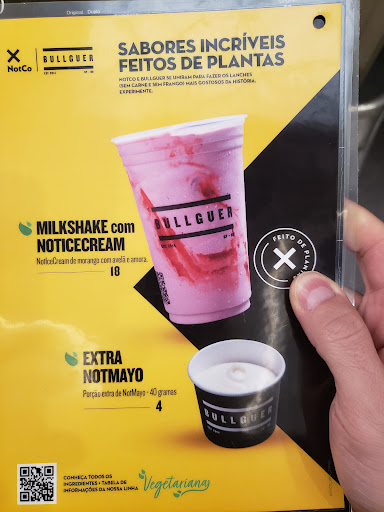 NotCo
BULLGUER
SABORES INCRÍVEIS
FEITOS DE PLANTAS
NOTCO E BULLGUER SE UNIRAM PARA FAZER OS LANCHES
(SEM CARNE E SEM FRANGO) MAIS GOSTOSOS DA HISTÓRIA.
EXPERIMENTE.
BULLGUER
MILKSHAKE com
NOTICECREAM
NotIceCream de morango com avelã e amora.
18
FEITO DE PLANTAS
EXTRA
NOTMAYO
Porção extra de NotMayo - 40 gramas
4
BULLGUER
CONHEÇA TODOS OS
INGREDIENTES + TABELA DE
INFORMAÇÕES DA NOSSA LINHA
Vegetariana